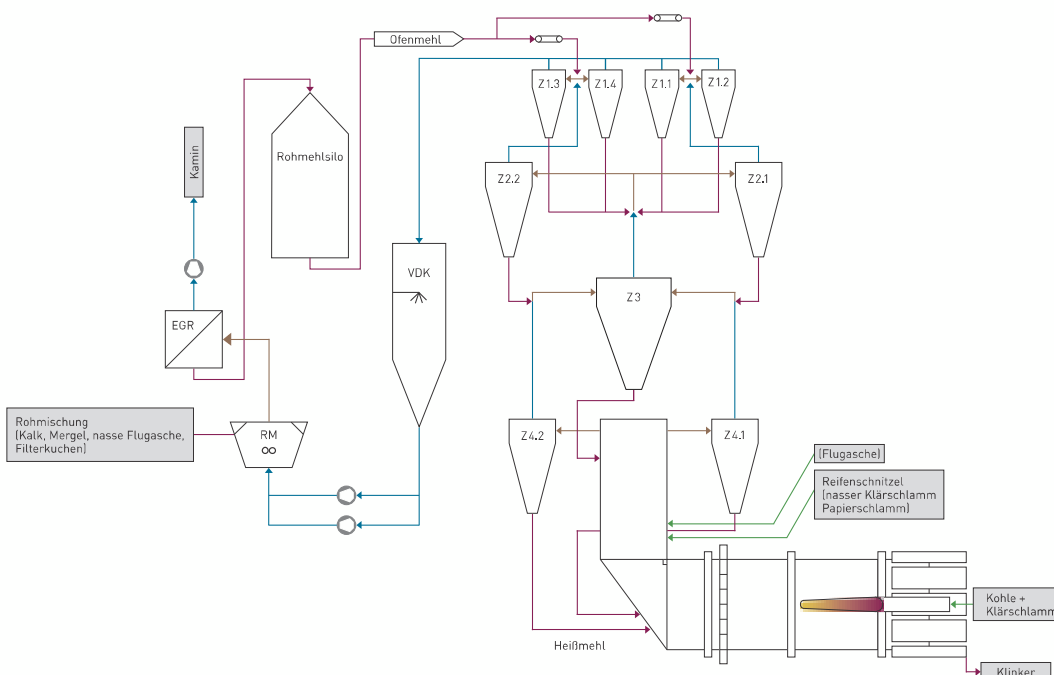 Ofenmehl
Z1.3
Z1.4
Z1.1
Z1.2
Rohmehlsilo
Kamin
Z2.2
Z2.1
VDK
Z3
EGR
Rohmischung
(Kalk, Mergel, nasse Flugasche,
Filterkuchen)
RM
Z4.2
Z4.1
(Flugasche)
Reifenschnitzel
(nasser Klärschlamm
Papierschlamm)
Kohle +
Klärschlamm
Heißmehl
Klinker